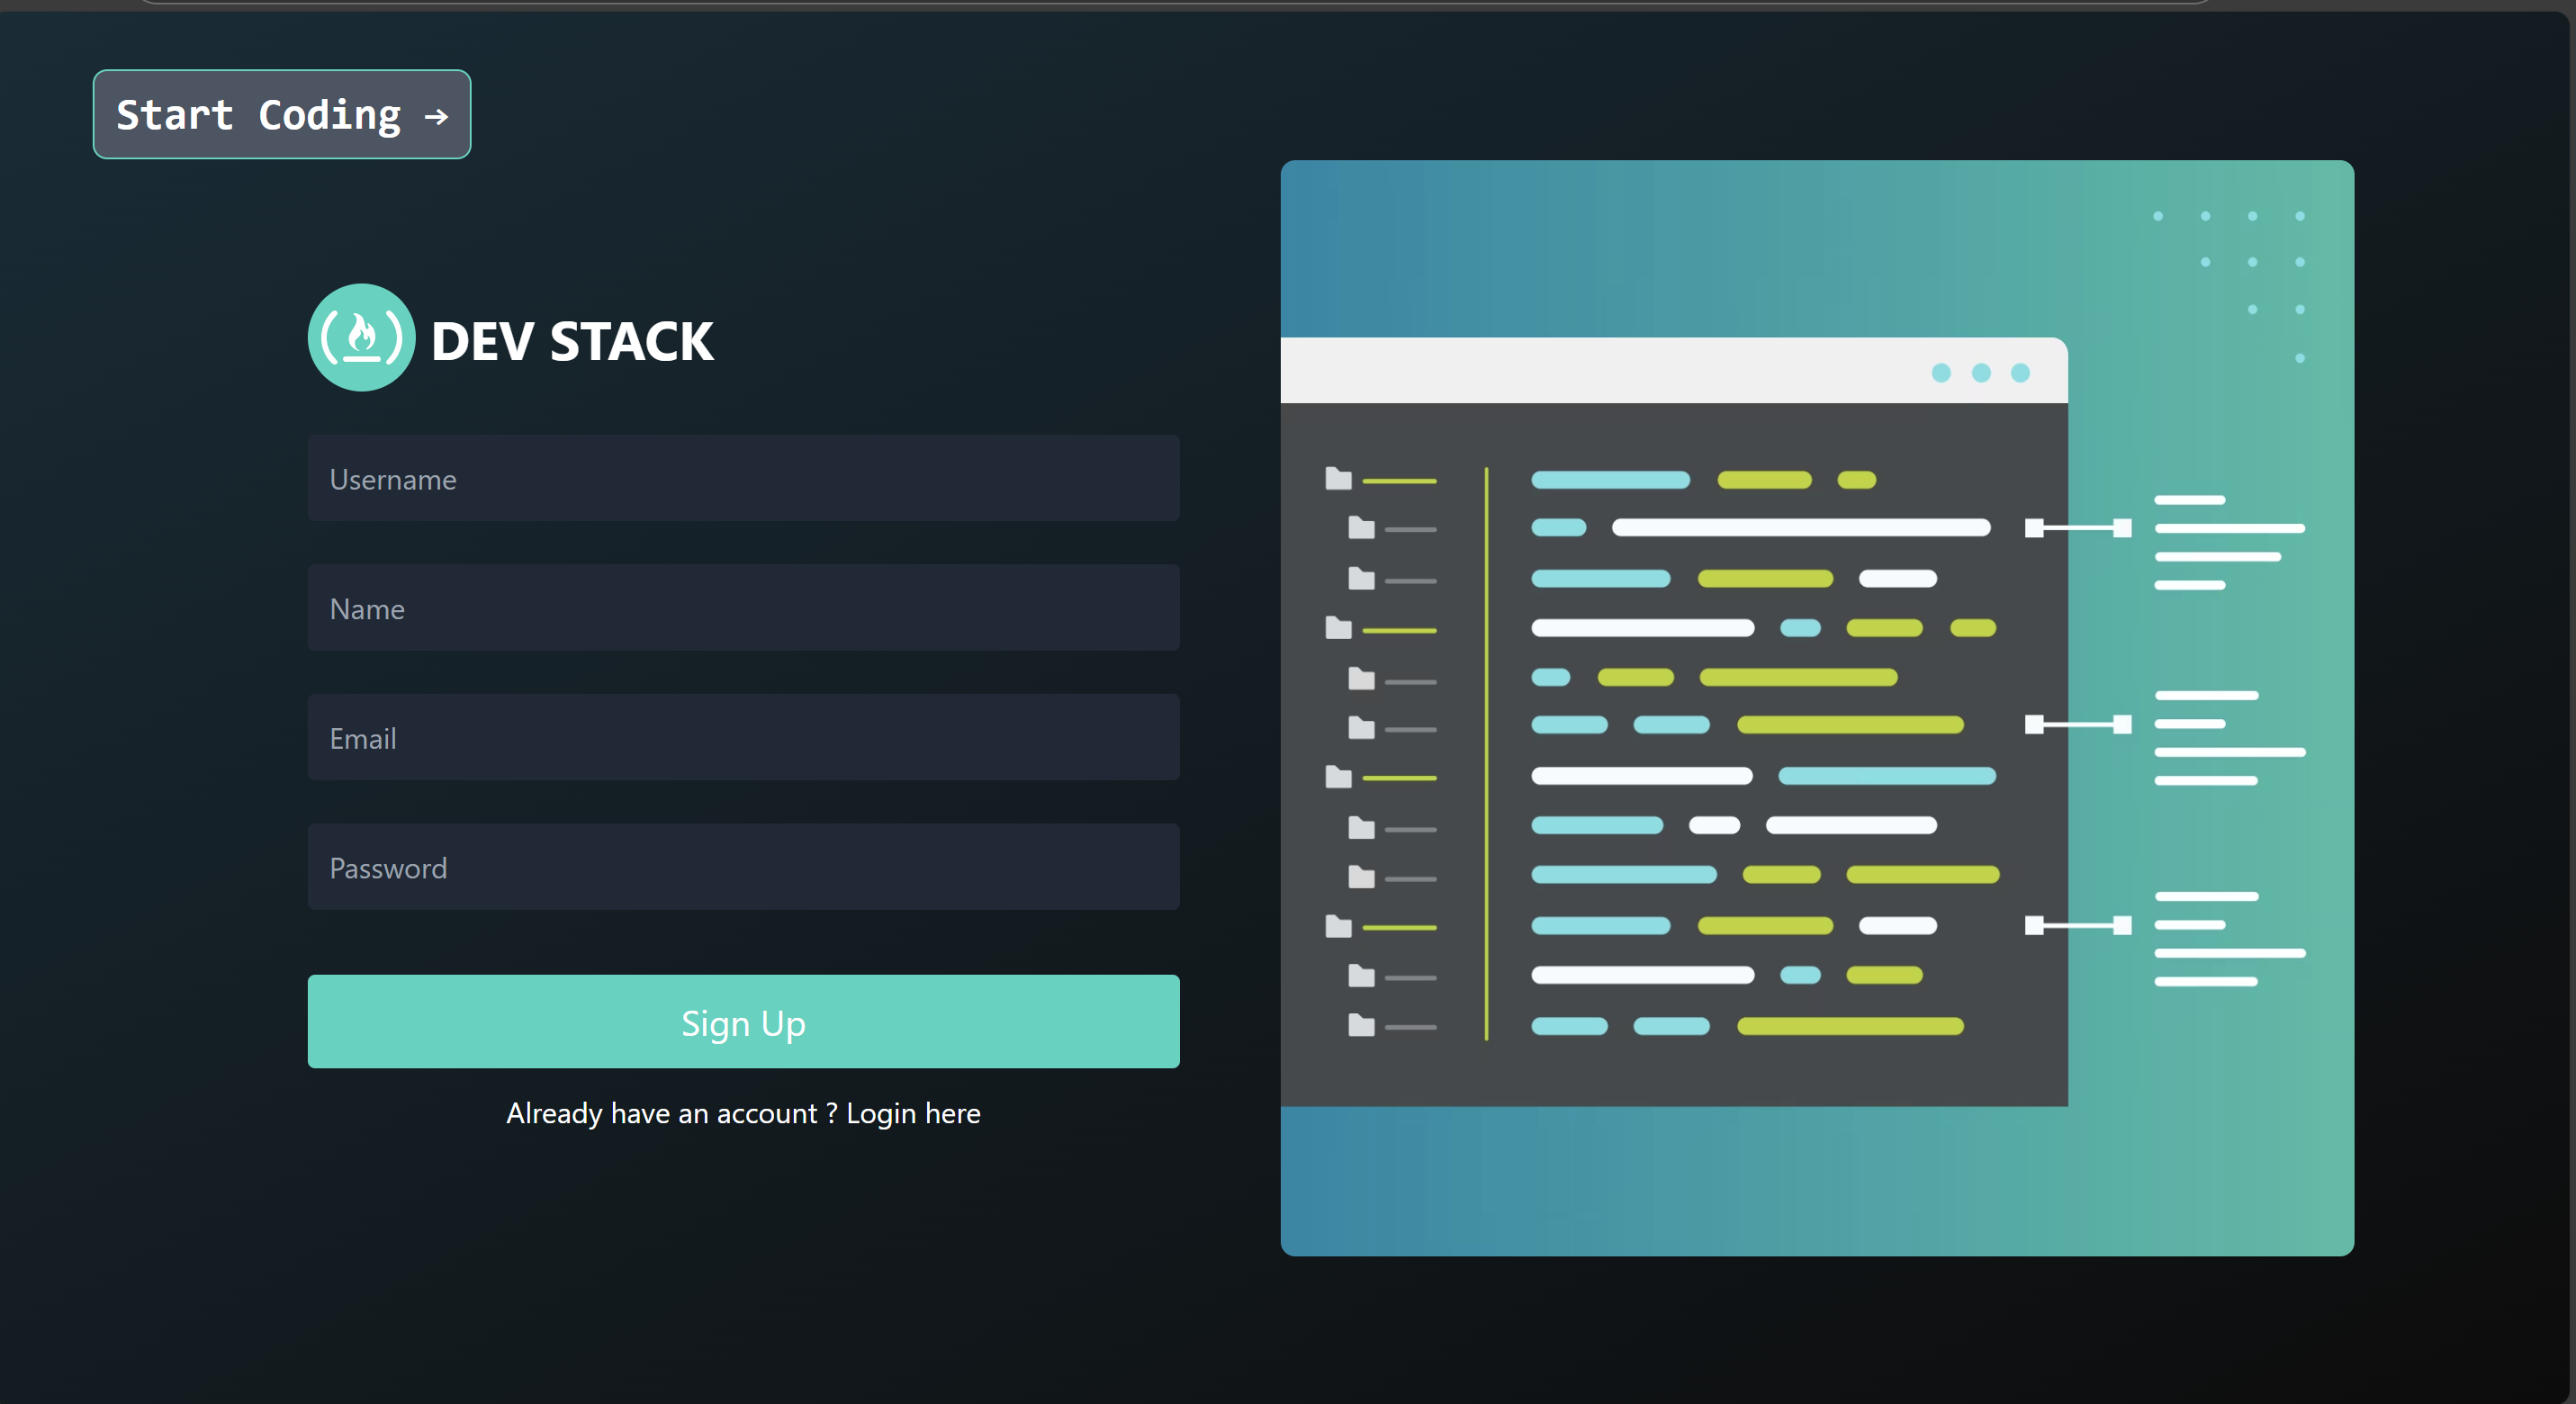 Start Coding →
DEV STACK
Username
Name
Email
Password
Sign Up
Already have an account ? Login here